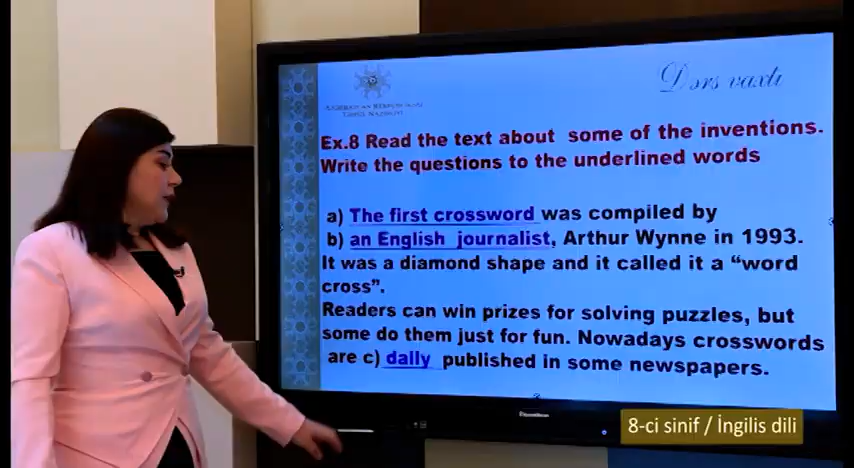 Dərs vaxtı
Ex.8 Read the text about some of the inventions.
Write the questions to the underlined words
a) The first crossword was compiled by
b) an English journalist, Arthur Wynne in 1993.
It was a diamond shape and it called it a “word
cross”.
Readers can win prizes for solving puzzles, but
some do them just for fun. Nowadays crosswords
are c) dally published in some newspapers.
8-ci sinif / İngilis dili